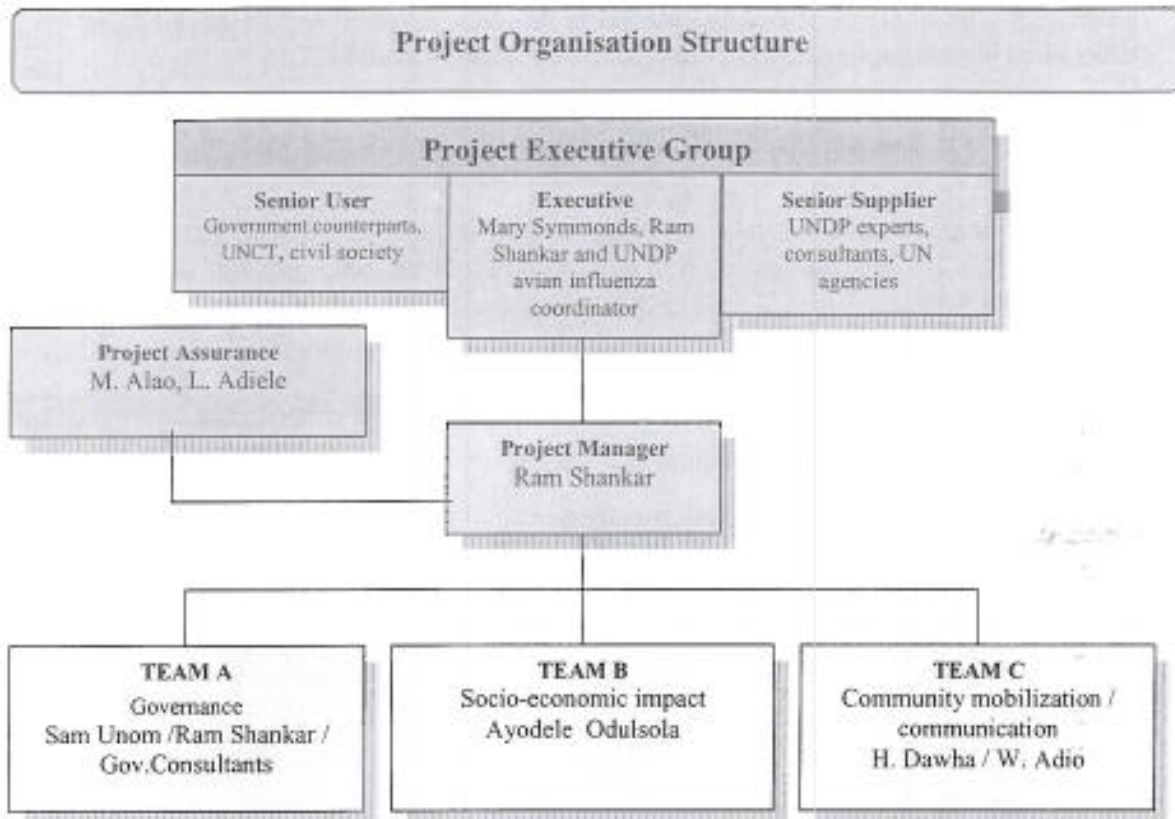 Project Organisation Structure
Project Executive Group
Senior User
Government counterparts,
UNCT, civil society
Executive
Mary Symmonds, Ram
Shankar and UNDP
avian influenza
coordinator
Senior Supplier
UNDP experts,
consultants, UN
agencies
Project Assurance
M. Alao, L. Adiele
Project Manager
Ram Shankar
TEAM A
Governance
Sam Unom /Ram Shankar /
Gov.Consultants
TEAM B
Socio-economic impact
Ayodele Odulsola
TEAM C
Community mobilization /
communication
H. Dawha / W. Adio